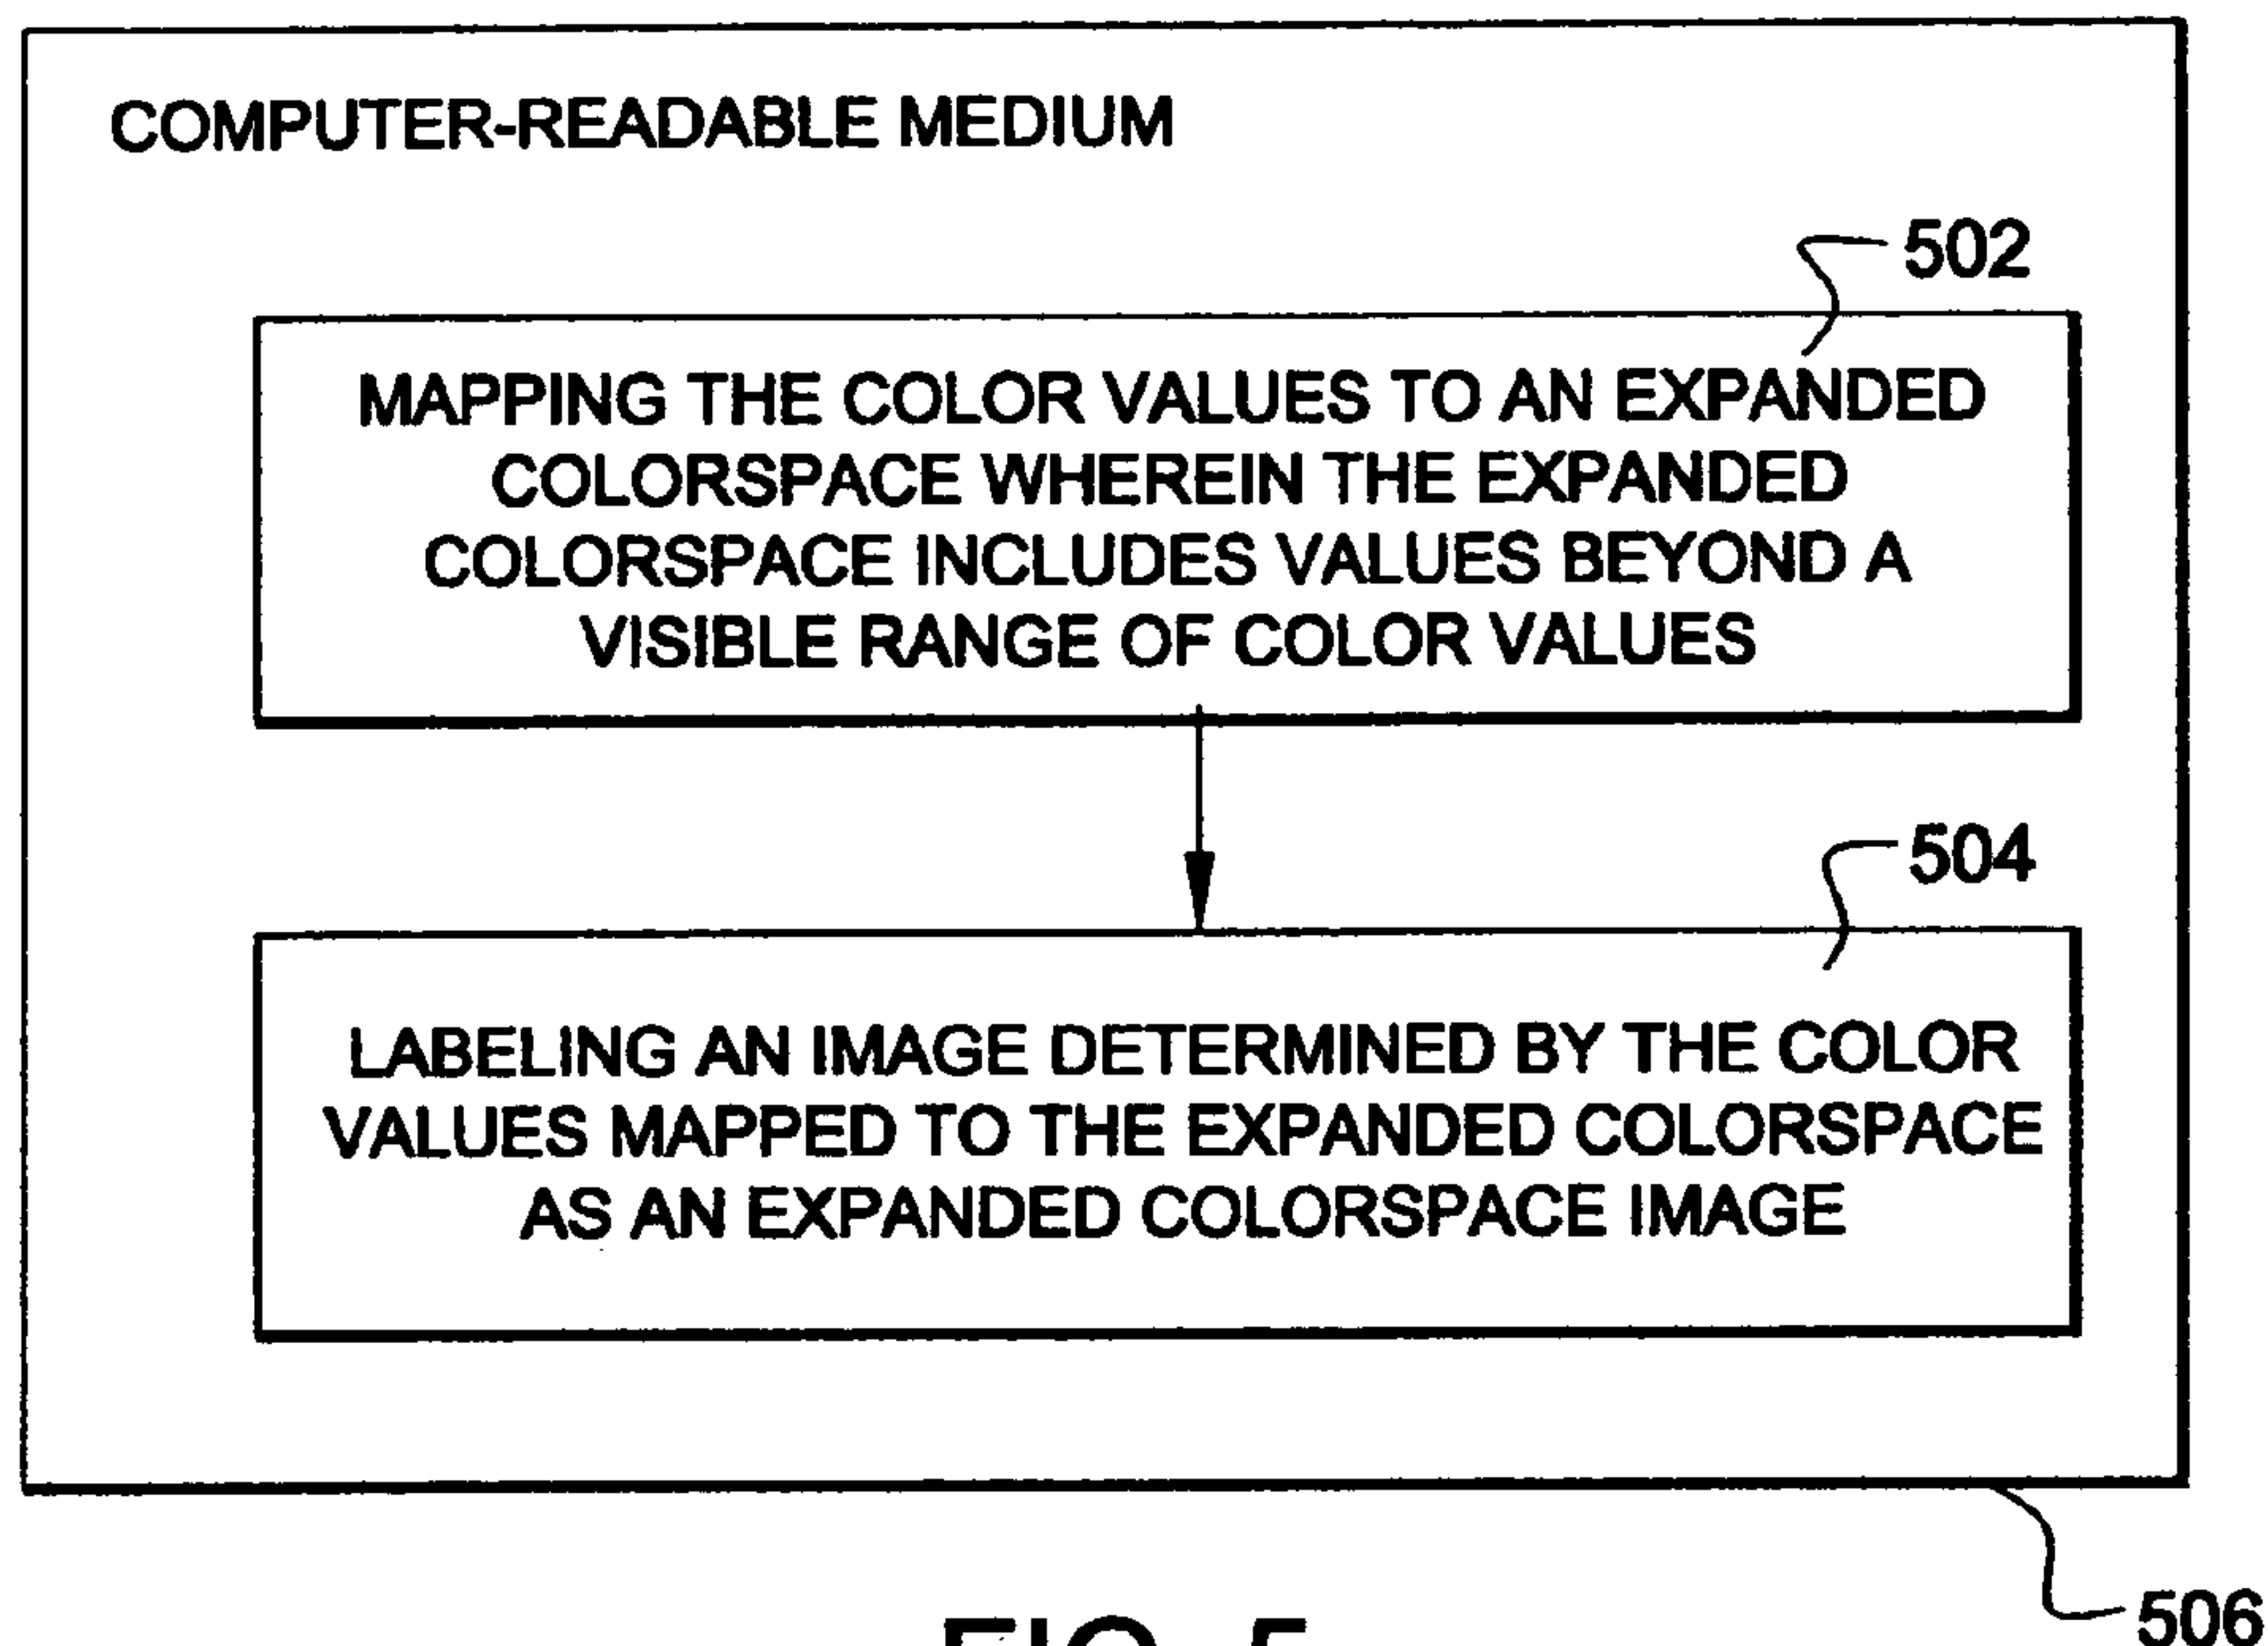 COMPUTER-READABLE MEDIUM
502
MAPPING THE COLOR VALUES TO AN EXPANDED
COLORSPACE WHEREIN THE EXPANDED
COLORSPACE INCLUDES VALUES BEYOND A
VISIBLE RANGE OF COLOR VALUES
504
LABELING AN IMAGE DETERMINED BY THE COLOR
VALUES MAPPED TO THE EXPANDED COLORSPACE
AS AN EXPANDED COLORSPACE IMAGE
506
FIG. 5